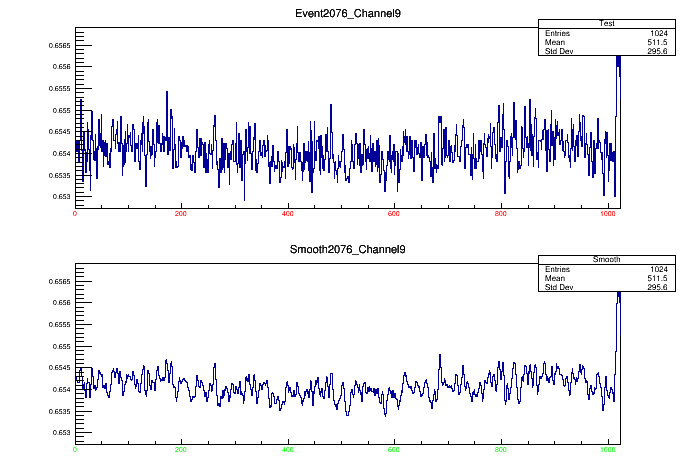 Event2076_Channel9
Test
Entries 1024
Mean 511.5
Std Dev 295.6
0.6565
0.656
0.6555
0.655
0.6545
0.654
0.6535
0.653
0 200 400 600 800 1000
Smooth2076_Channel9
Smooth
Entries 1024
Mean 511.5
Std Dev 295.6
0.6565
0.656
0.6555
0.655
0.6545
0.654
0.6535
0.653
0 200 400 600 800 1000